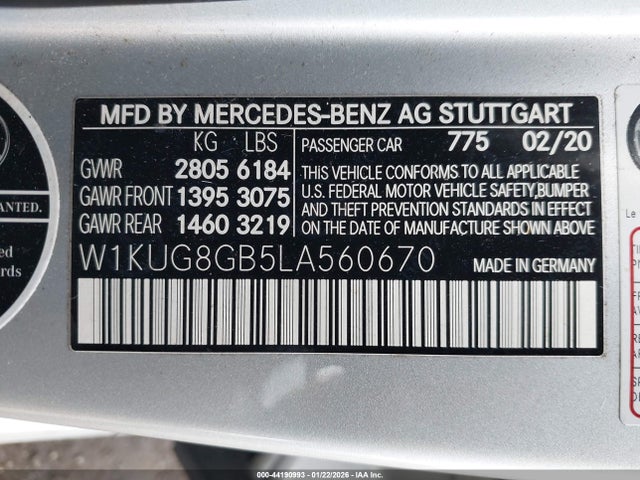 MFD BY MERCEDES-BENZ AG STUTTGART
KG LBS PASSENGER CAR 775 02/20
GVWR 2805 6184
GAWR FRONT 1395 3075
GAWR REAR 1460 3219
THIS VEHICLE CONFORMS TO ALL APPLICABLE
U.S. FEDERAL MOTOR VEHICLE SAFETY, BUMPER
AND THEFT PREVENTION STANDARDS IN EFFECT
ON THE DATE OF MANUFACTURE SHOWN ABOVE
W1KUG8GB5LA560670 MADE IN GERMANY
000-44190993 - 01/22/2026 - IAA, Inc.